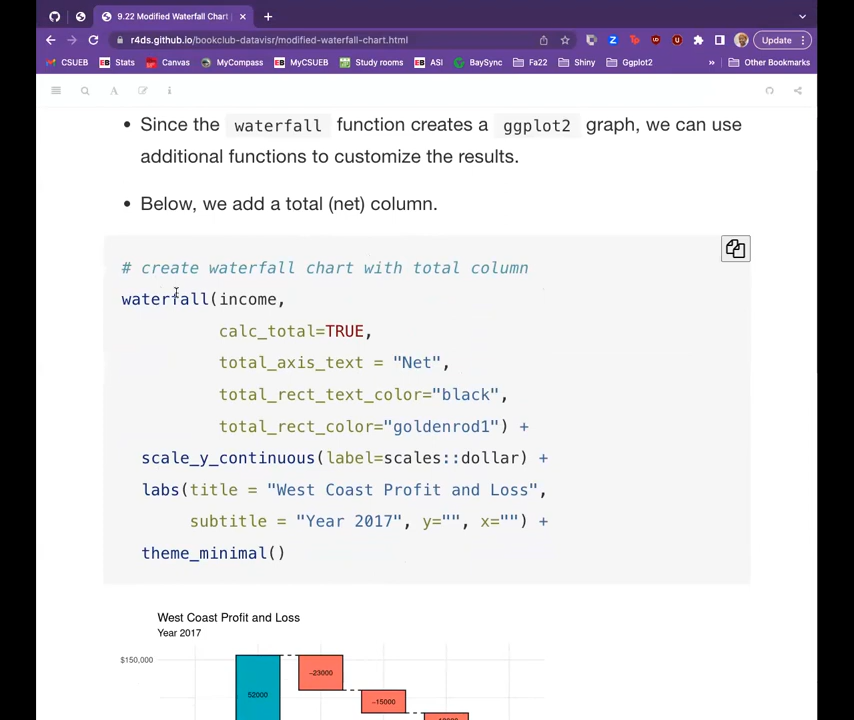 9.22 Modified Waterfall Chart
r4ds.github.io/bookclub-datavisr/modified-waterfall-chart.html
Update
CSUEB Stats Canvas MyCompass MyCSUEB Study rooms ASI BaySync Fa22 Shiny Ggplot2 » Other Bookmarks
• Since the waterfall function creates a ggplot2 graph, we can use
additional functions to customize the results.
• Below, we add a total (net) column.
# create waterfall chart with total column
waterfall(income,
calc_total=TRUE,
total_axis_text = "Net",
total_rect_text_color="black",
total_rect_color="goldenrod1") +
scale_y_continuous(label=scales::dollar) +
labs(title = "West Coast Profit and Loss",
subtitle = "Year 2017", y="", x="") +
theme_minimal()
West Coast Profit and Loss
Year 2017
$150,000
−23000
52000
−15000